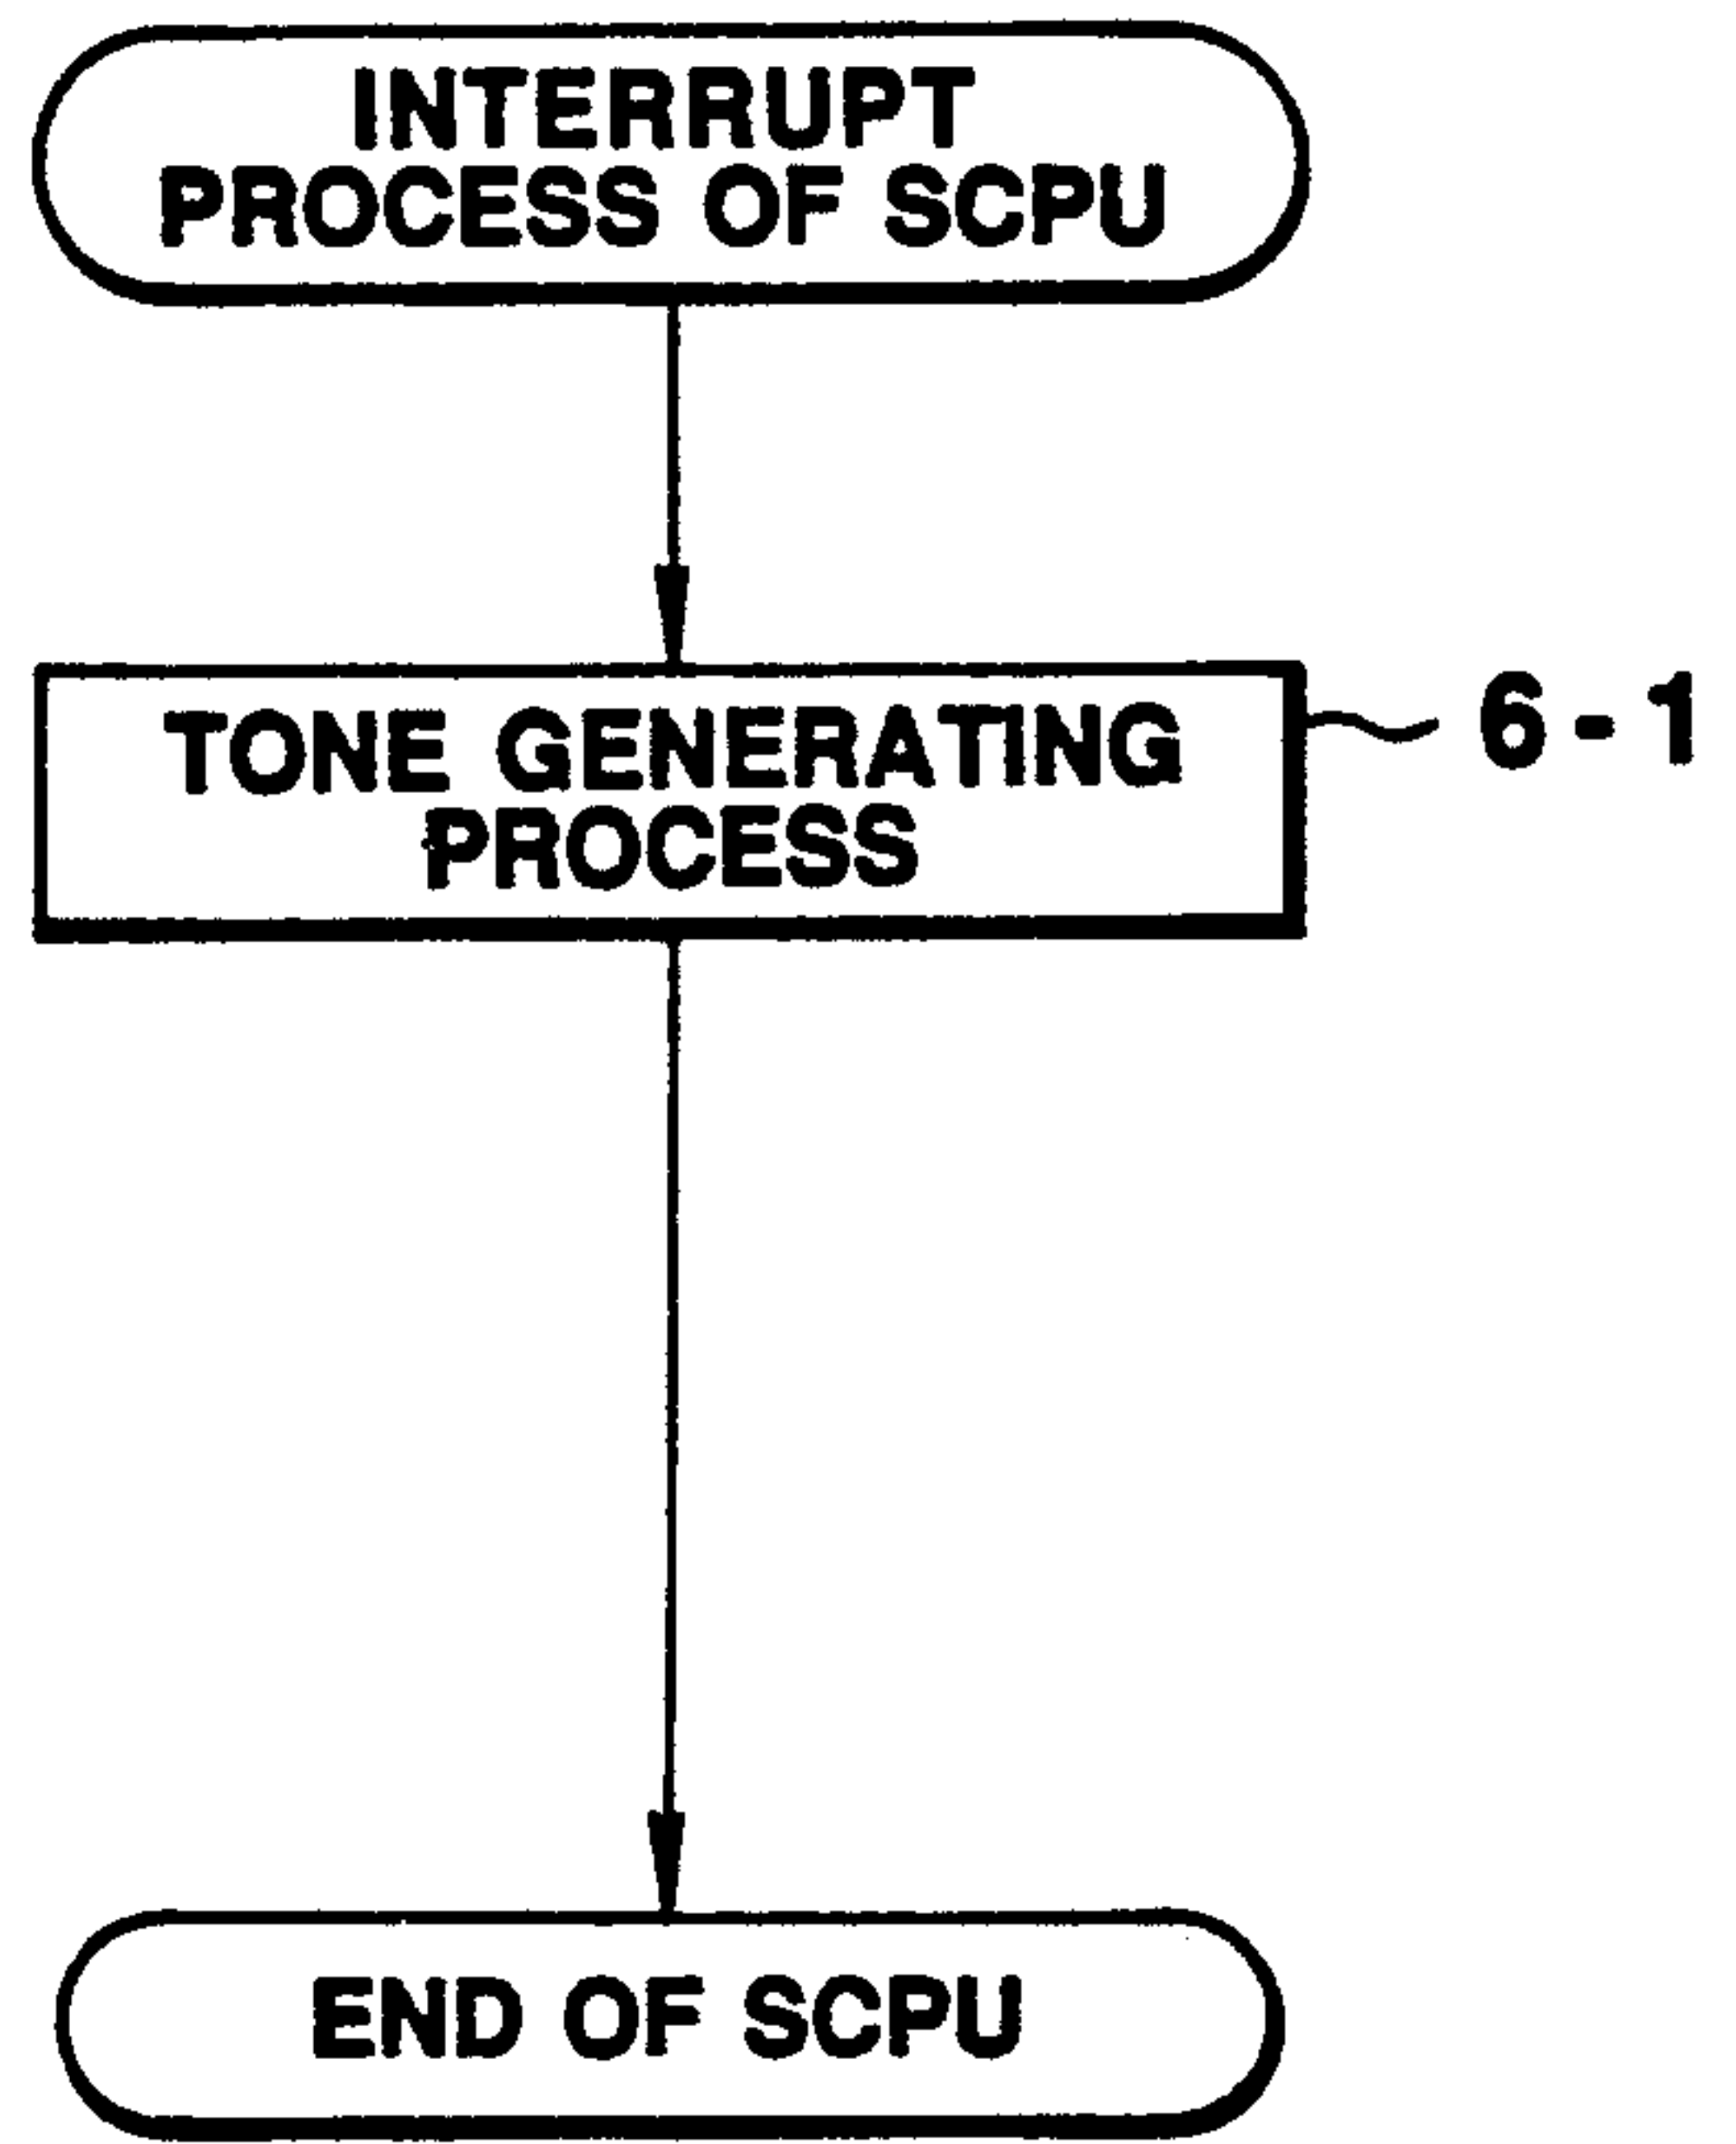 INTERRUPT
PROCESS OF SCPU
TONE GENERATING
PROCESS
6-1
END OF SCPU